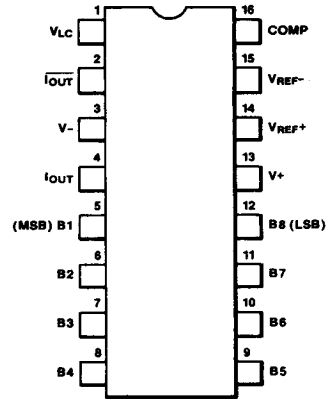 1 16
VLC COMP
2 15
IOUT VREF-
3 14
V- VREF+
4 13
IOUT V+
5 12
(MSB) B1 B8 (LSB)
6 11
B2 B7
7 10
B3 B6
8 9
B4 B5